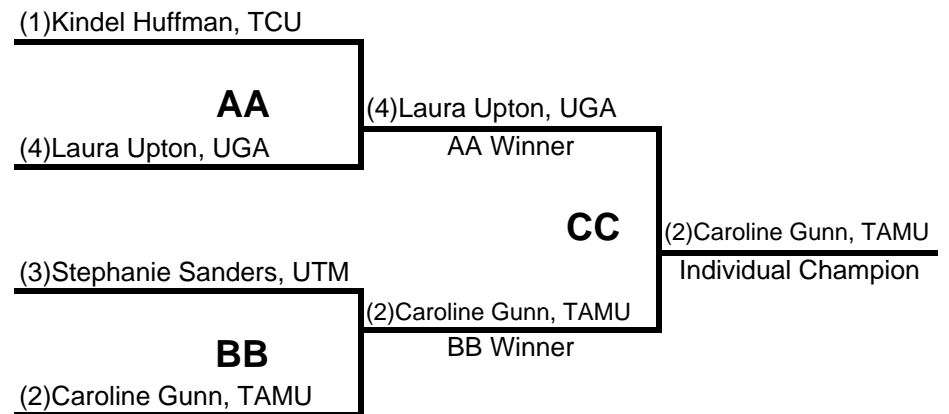 (1)Kindel Huffman, TCU
AA
(4)Laura Upton, UGA
(4)Laura Upton, UGA
AA Winner
CC
(2)Caroline Gunn, TAMU
Individual Champion
(3)Stephanie Sanders, UTM
(2)Caroline Gunn, TAMU
BB Winner
BB
(2)Caroline Gunn, TAMU